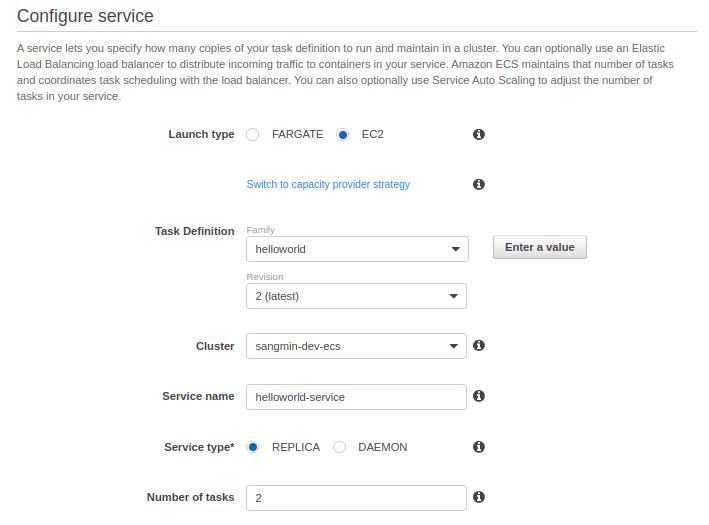 Configure service
A service lets you specify how many copies of your task definition to run and maintain in a cluster. You can optionally use an Elastic
Load Balancing load balancer to distribute incoming traffic to containers in your service. Amazon ECS maintains that number of tasks
and coordinates task scheduling with the load balancer. You can also optionally use Service Auto Scaling to adjust the number of
tasks in your service.
Launch type FARGATE EC2
Switch to capacity provider strategy
Task Definition Family
helloworld Enter a value
Revision
2 (latest)
Cluster sangmin-dev-ecs
Service name helloworld-service
Service type* REPLICA DAEMON
Number of tasks 2